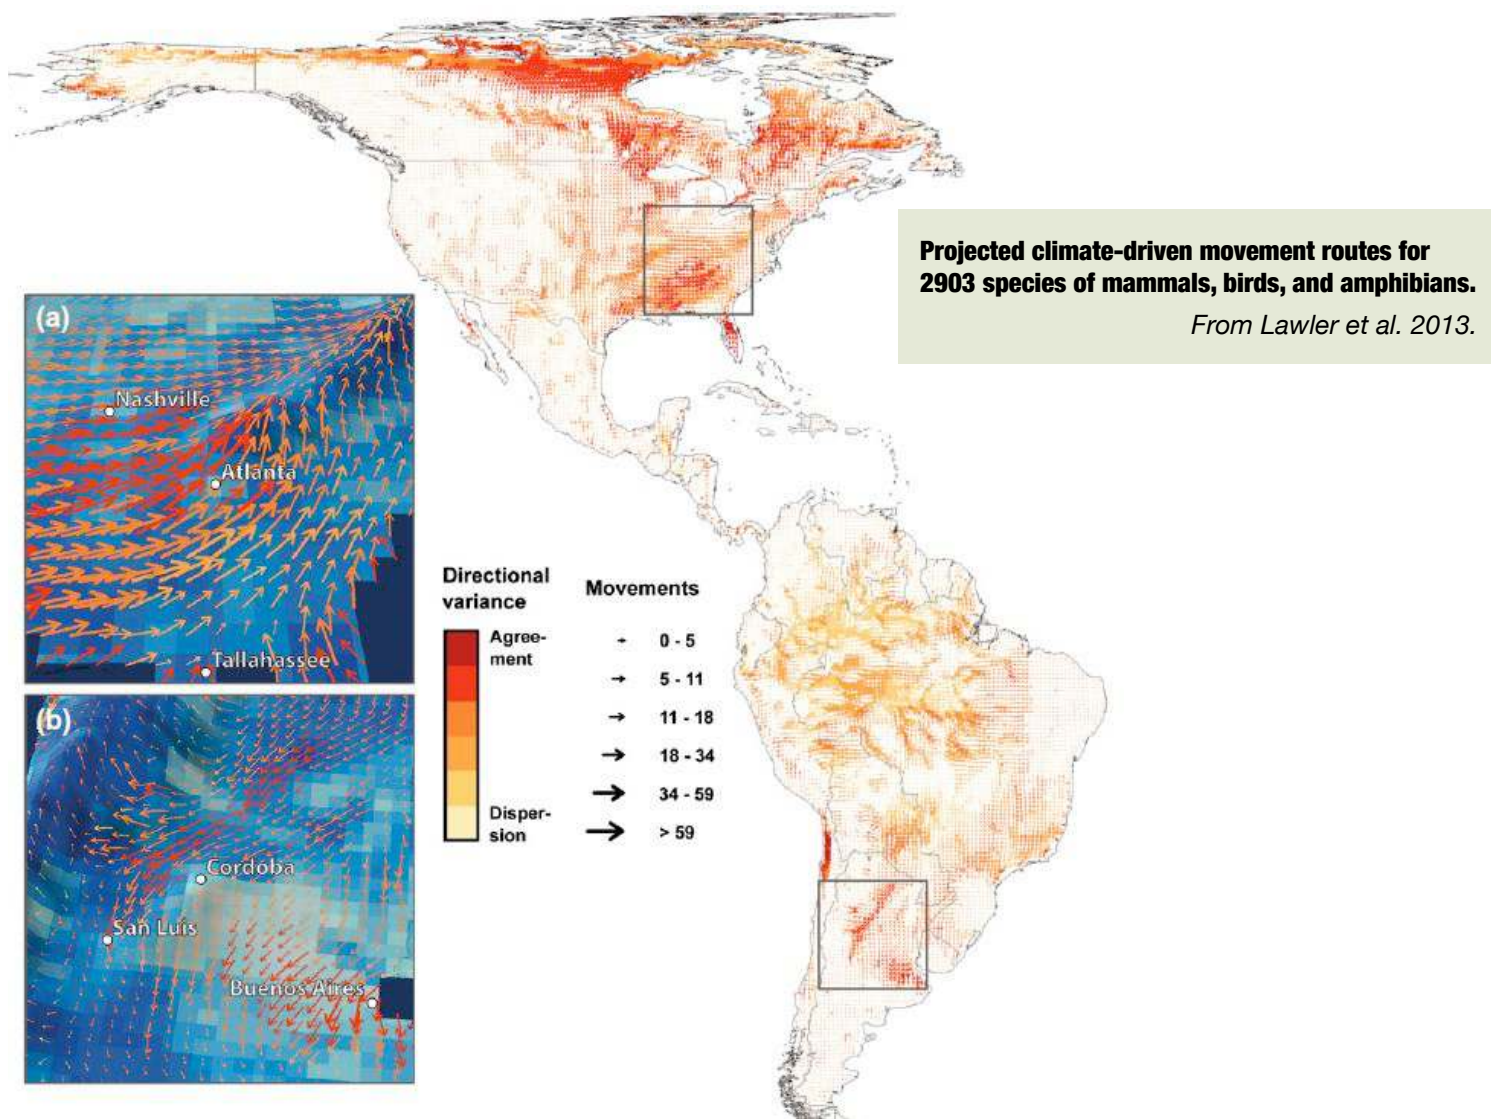 Projected climate-driven movement routes for
2903 species of mammals, birds, and amphibians.
From Lawler et al. 2013.
(a)
Nashville
Atlanta
Tallahassee
(b)
Cordoba
San Luis
Buenos Aires
Directional
variance
Agree-
ment
Disper-
sion
Movements
0 - 5
5 - 11
11 - 18
18 - 34
34 - 59
> 59